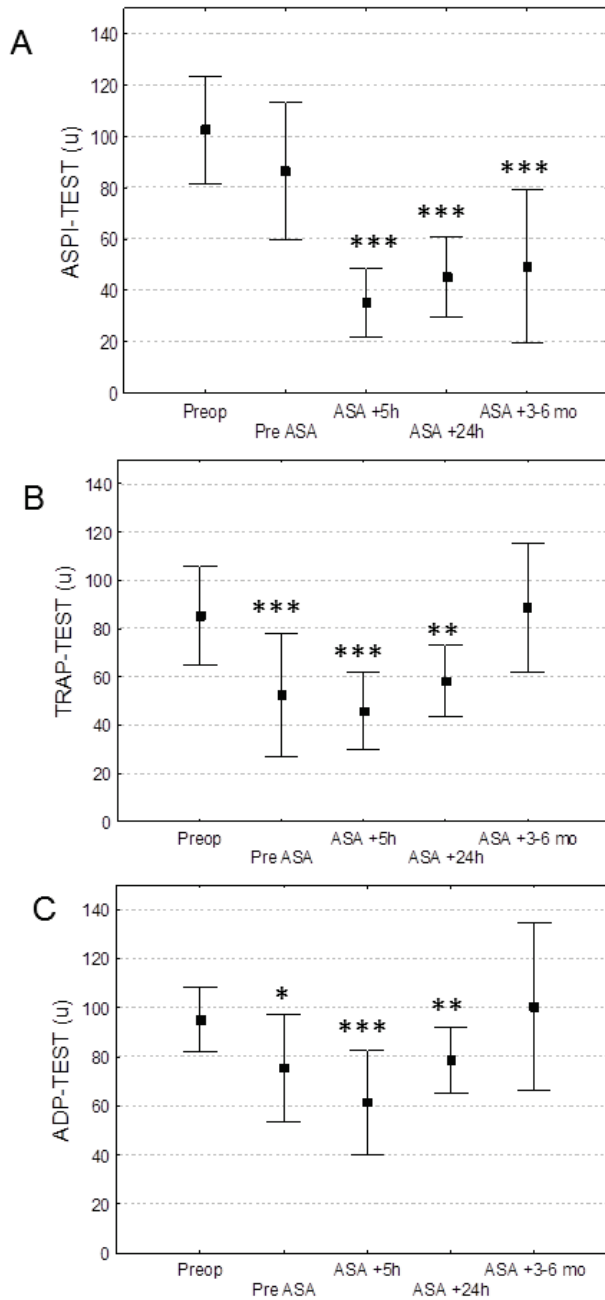 A
ASPI-TEST (u)
140
120
100
80
60
40
20
0
***
***
***
Preop
Pre ASA
ASA +5h
ASA +24h
ASA +3-6 mo
B
TRAP-TEST (u)
140
120
100
80
60
40
20
0
***
***
**
Preop
Pre ASA
ASA +5h
ASA +24h
ASA +3-6 mo
C
ADP-TEST (u)
140
120
100
80
60
40
20
0
*
***
**
Preop
Pre ASA
ASA +5h
ASA +24h
ASA +3-6 mo